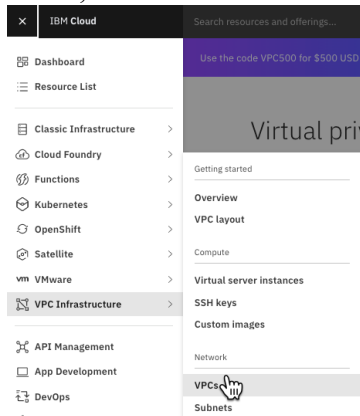 IBM Cloud
Search resources and offerings...
Use the code VPC500 for $500 USD
Virtual pri
Dashboard
Resource List
Classic Infrastructure
Cloud Foundry
Functions
Kubernetes
OpenShift
Satellite
vm VMware
VPC Infrastructure
API Management
App Development
DevOps
Getting started
Overview
VPC layout
Compute
Virtual server instances
SSH keys
Custom images
Network
VPCs
Subnets